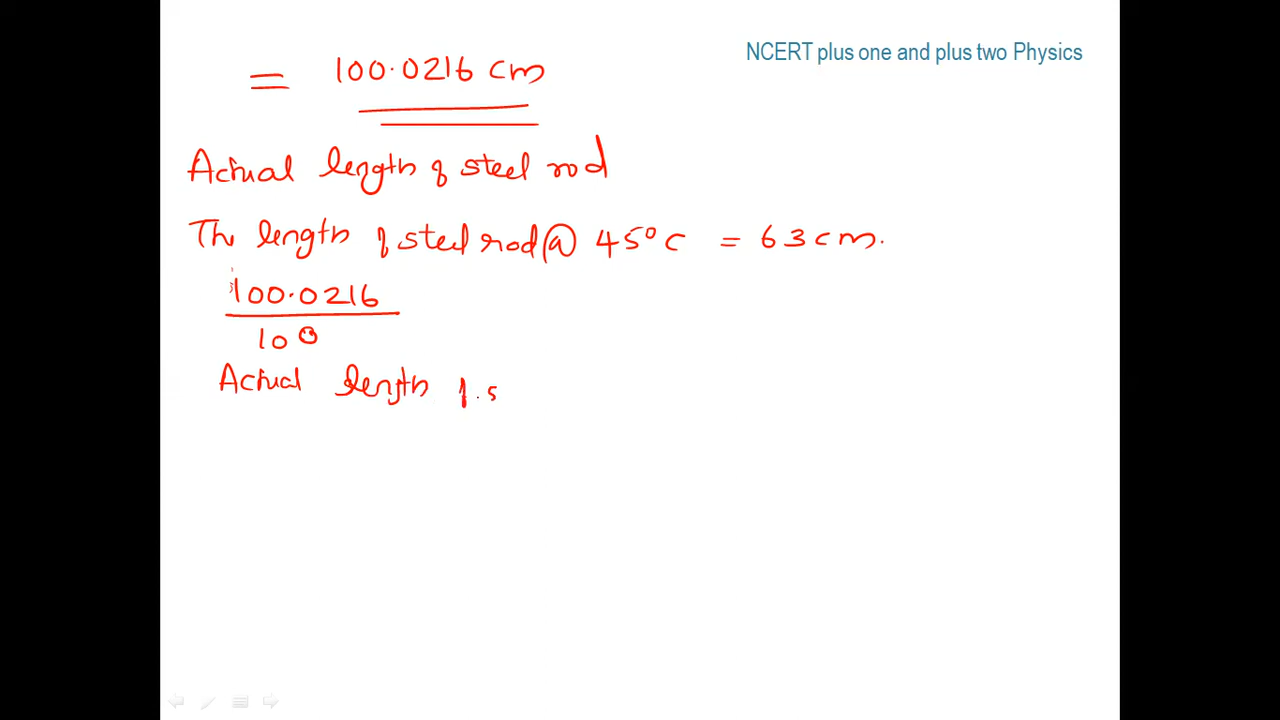 NCERT plus one and plus two Physics
= 100.0216 cm
Actual length of steel rod
The length of steel rod @ 45°C = 63 cm.
100.0216
100
Actual length of s